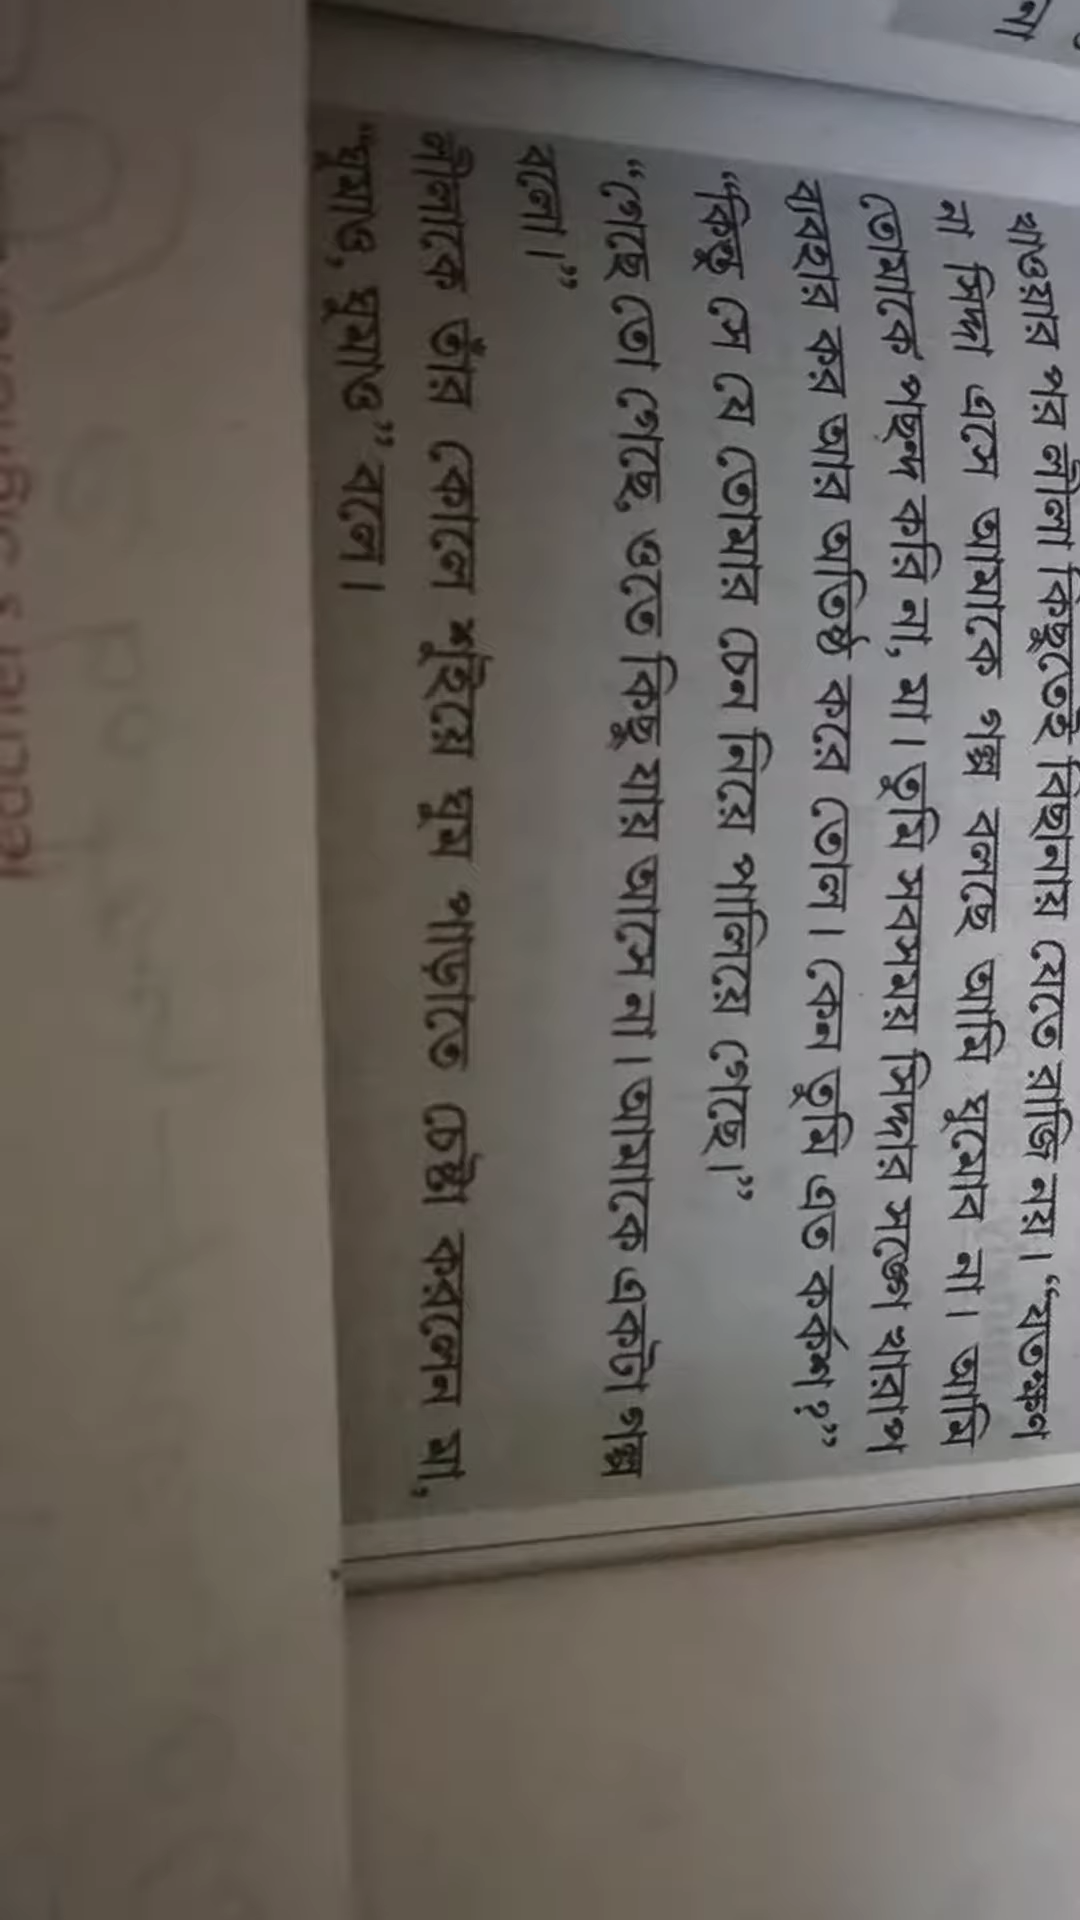 খাওয়ার পর লীলা কিছুতেই বিছানায় যেতে রাজি নয়। “যতক্ষণ
না সিদ্দা এসে আমাকে গল্প বলছে আমি ঘুমোব না। আমি
তোমাকে পছন্দ করি না, মা। তুমি সবসময় সিদ্দার সঙ্গে খারাপ
ব্যবহার কর আর অতিষ্ঠ করে তোল। কেন তুমি এত কর্কশ?”
“কিন্তু সে যে তোমার চেন নিয়ে পালিয়ে গেছে।”
“গেছে তো গেছে, ওতে কিছু যায় আসে না। আমাকে একটা গল্প
বলো।”
লীলাকে তাঁর কোলে শুইয়ে ঘুম পাড়াতে চেষ্টা করলেন মা,
“ঘুমাও, ঘুমাও” বলে।